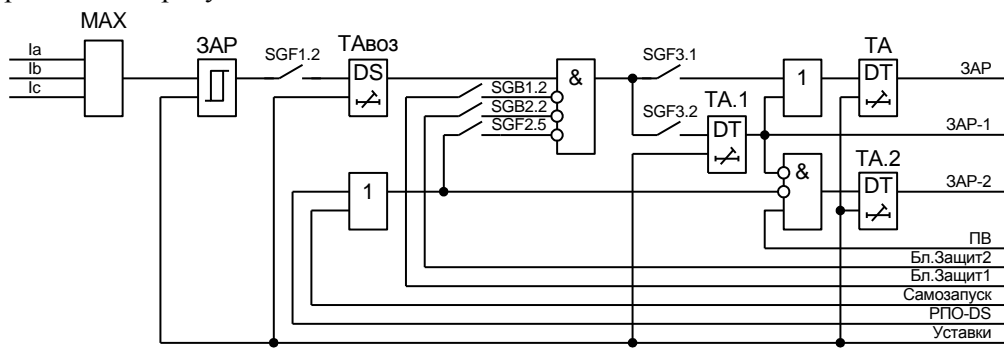 MAX
Ia
Ib
Ic
ЗАР
SGF1.2
TAвоз
DS
SGB1.2
SGB2.2
SGF2.5
&
SGF3.1
SGF3.2
TA.1
DT
1
TA
DT
ЗАР
ЗАР-1
&
TA.2
DT
ЗАР-2
1
ПВ
Бл.Защит2
Бл.Защит1
Самозапуск
РПО-DS
Уставки